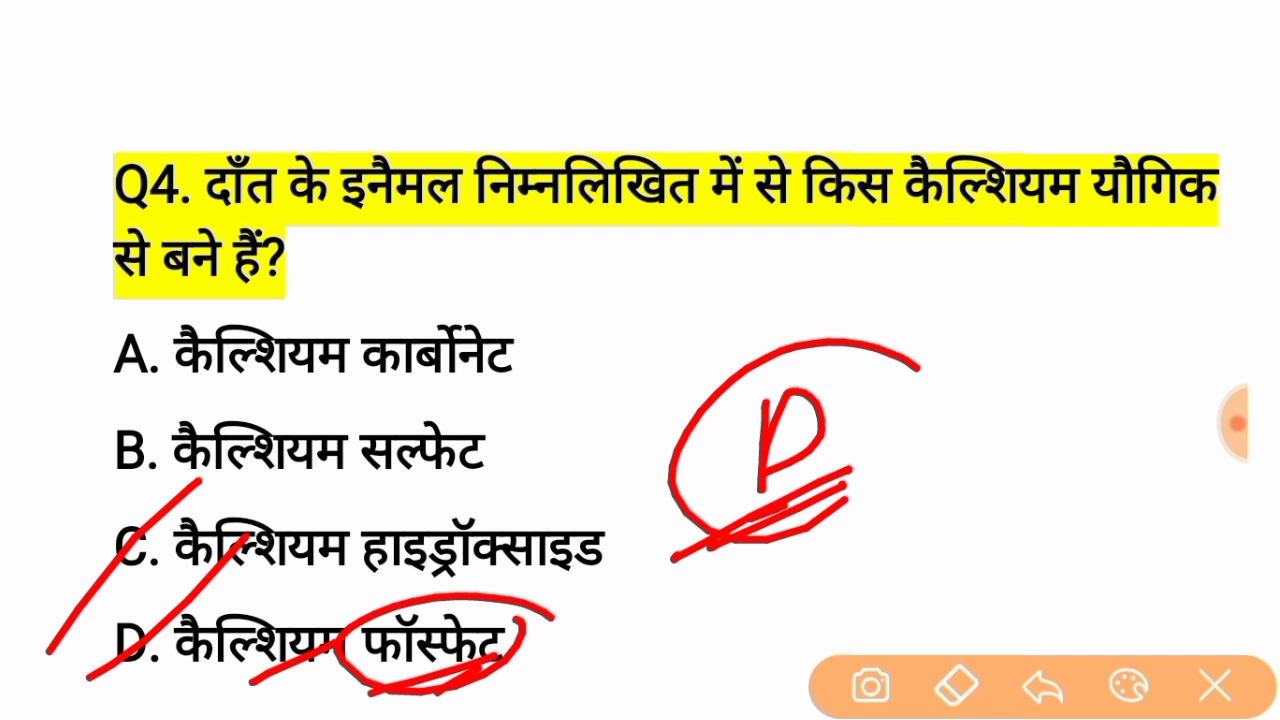 Q4. दाँत के इनैमल निम्नलिखित में से किस कैल्शियम यौगिक
से बने हैं?
A. कैल्शियम कार्बोनेट
B. कैल्शियम सल्फेट
D
C. कैल्शियम हाइड्रॉक्साइड
D. कैल्शियम फॉस्फेट